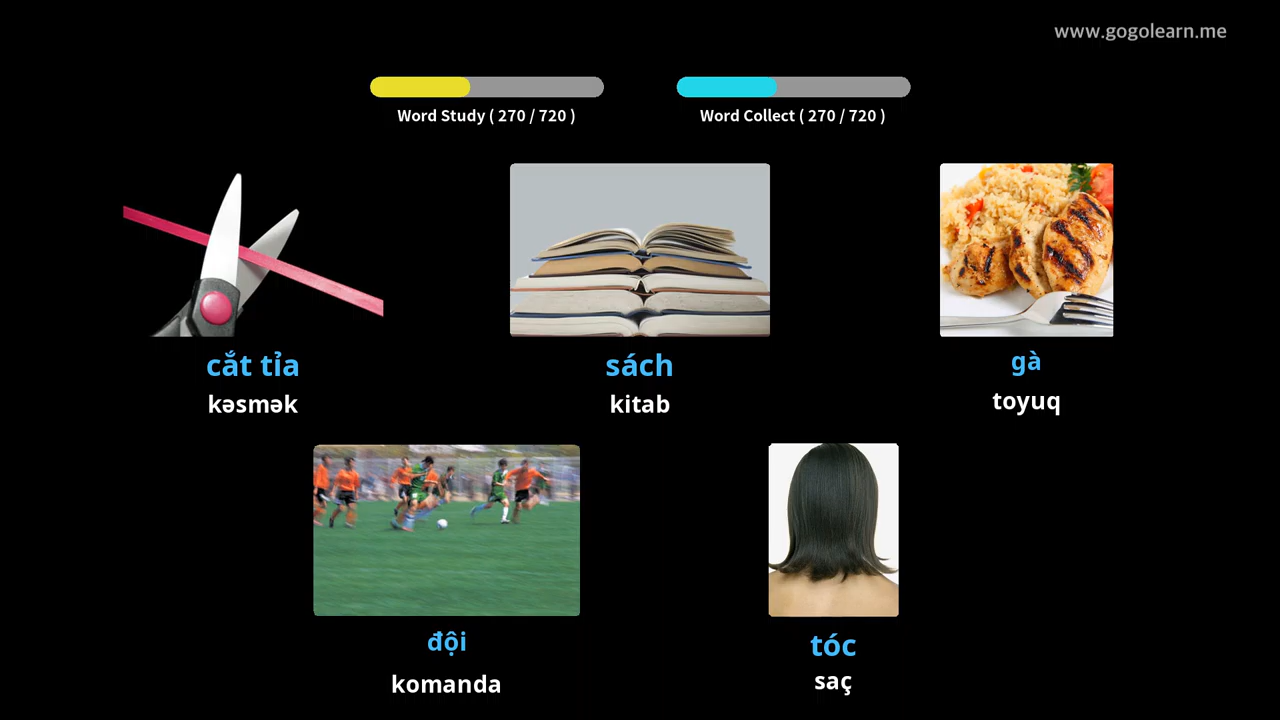 www.gogolearn.me
Word Study ( 270 / 720 )
Word Collect ( 270 / 720 )
cắt tỉa
kəsmək
sách
kitab
gà
toyuq
đội
komanda
tóc
saç